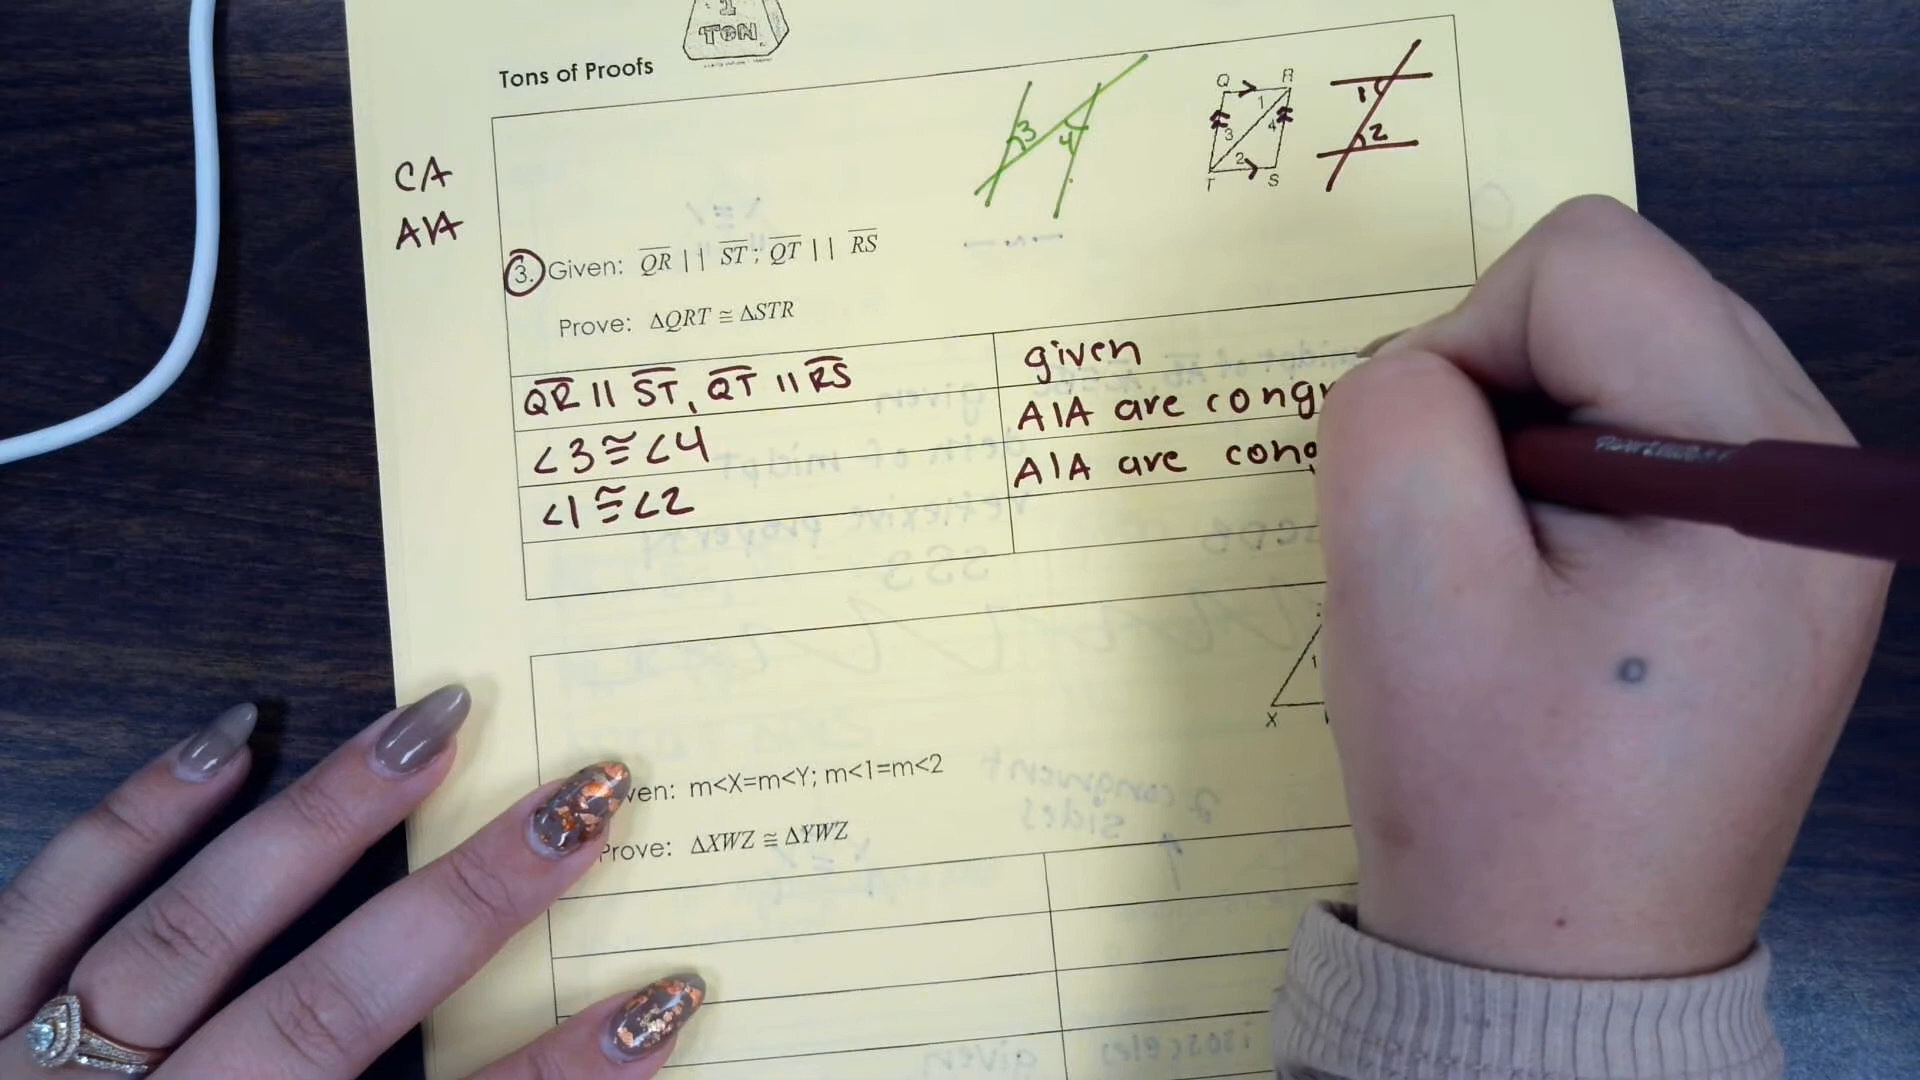 1
TON
Tons of Proofs
CA
AIA
3
4
Q R
1
3 4
2
T S
1
2
3. Given: QR || ST; QT || RS
Prove: ΔQRT ≅ ΔSTR
QR || ST, QT || RS given
<3 ≅ <4 AIA are congr
<1 ≅ <2 AIA are cong
1
X
ven: m<X=m<Y; m<1=m<2
Prove: ΔXWZ ≅ ΔYWZ